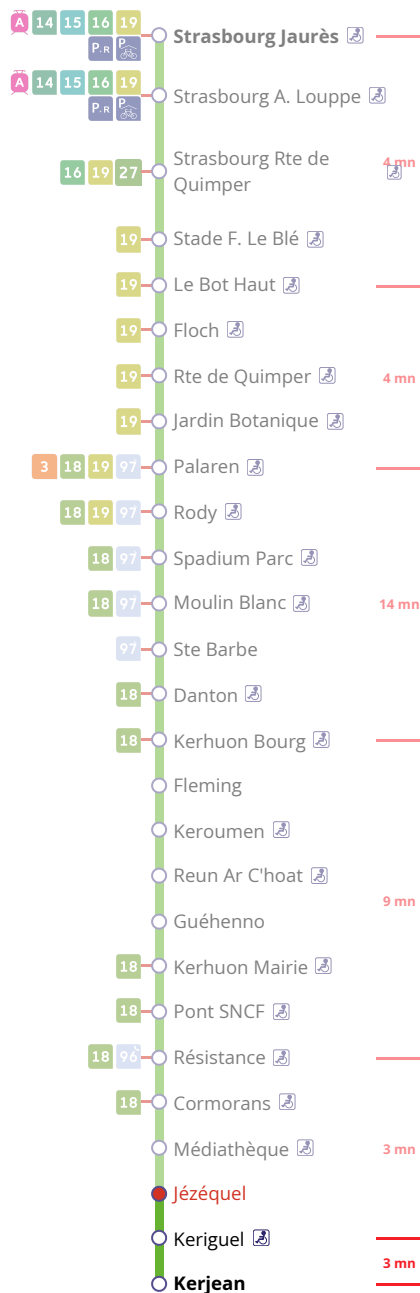 A 14 15 16 19 Strasbourg Jaurès
P+R P
A 14 15 16 19 Strasbourg A. Louppe
P+R P
16 19 27 Strasbourg Rte de
Quimper
4 mn
19 Stade F. Le Blé
19 Le Bot Haut
19 Floch
19 Rte de Quimper 4 mn
19 Jardin Botanique
3 18 19 97 Palaren
18 19 97 Rody
18 97 Spadium Parc
18 97 Moulin Blanc 14 mn
97 Ste Barbe
18 Danton
18 Kerhuon Bourg
Fleming
Keroumen
Reun Ar C'hoat
9 mn
Guéhenno
18 Kerhuon Mairie
18 Pont SNCF
18 96 Résistance
18 Cormorans
Médiathèque 3 mn
Jézéquel
Keriguel
3 mn
Kerjean